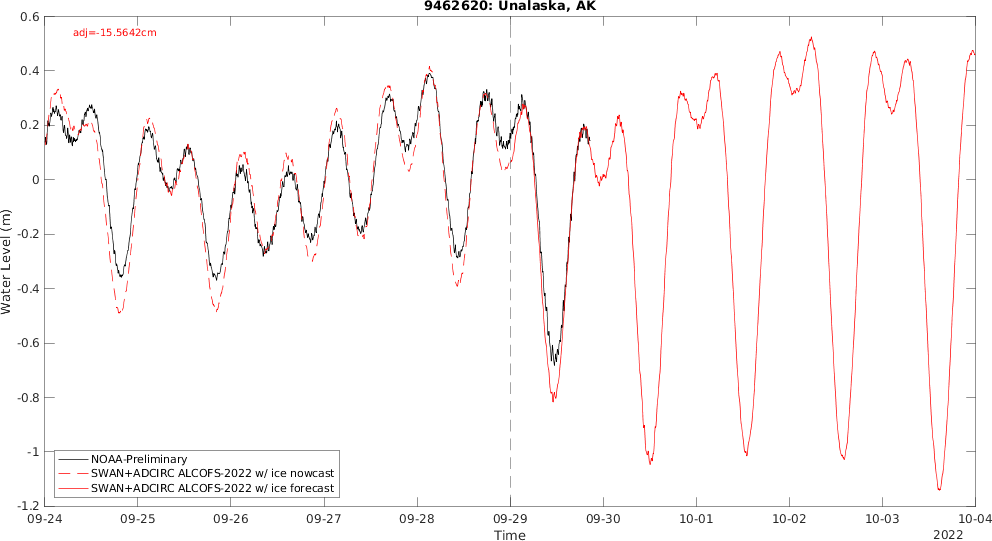 9462620: Unalaska, AK
adj=-15.5642cm
0.6
0.4
0.2
0
-0.2
-0.4
-0.6
-0.8
-1
-1.2
Water Level (m)
NOAA-Preliminary
SWAN+ADCIRC ALCOFS-2022 w/ ice nowcast
SWAN+ADCIRC ALCOFS-2022 w/ ice forecast
09-24 09-25 09-26 09-27 09-28 09-29 09-30 10-01 10-02 10-03 10-04
Time
2022